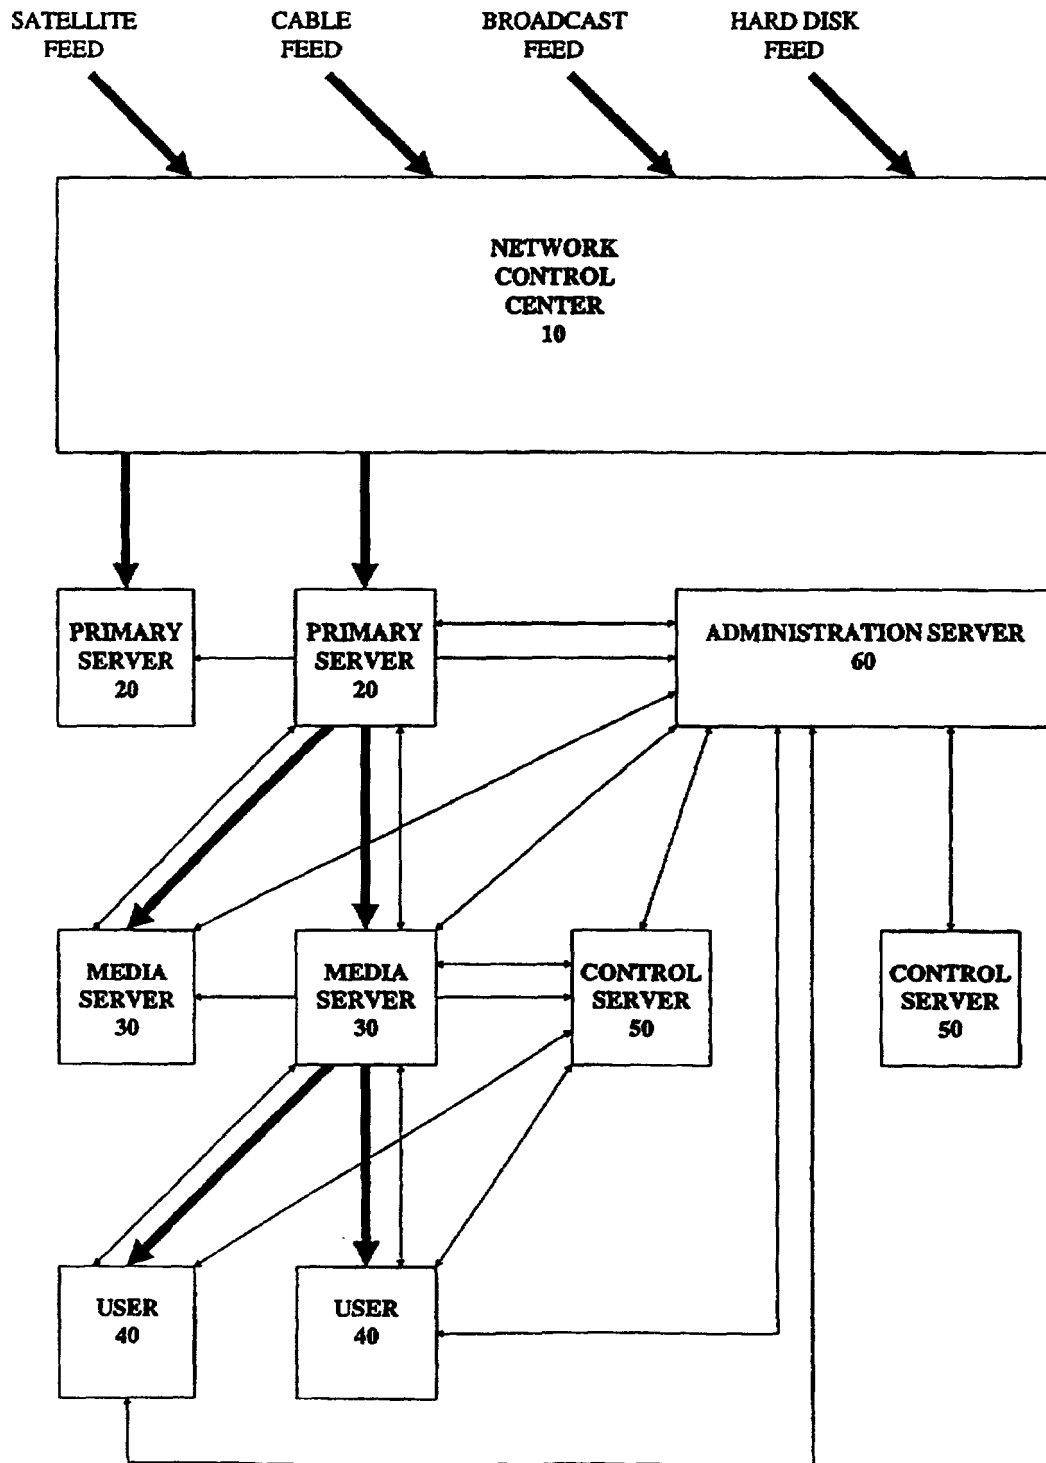 SATELLITE
FEED
CABLE
FEED
BROADCAST
FEED
HARD DISK
FEED
NETWORK
CONTROL
CENTER
10
PRIMARY
SERVER
20
PRIMARY
SERVER
20
ADMINISTRATION SERVER
60
MEDIA
SERVER
30
MEDIA
SERVER
30
CONTROL
SERVER
50
CONTROL
SERVER
50
USER
40
USER
40